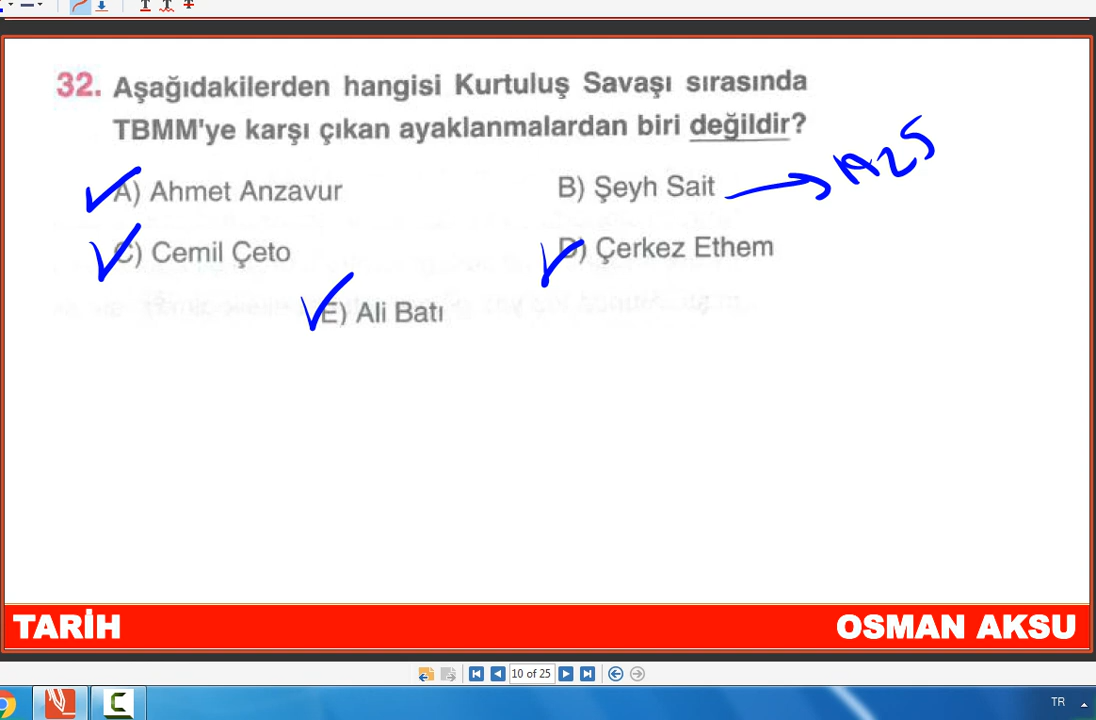 32. Aşağıdakilerden hangisi Kurtuluş Savaşı sırasında
TBMM'ye karşı çıkan ayaklanmalardan biri değildir?
A) Ahmet Anzavur
B) Şeyh Sait
1925
C) Cemil Çeto
D) Çerkez Ethem
E) Ali Batı
TARİH
OSMAN AKSU
10 of 25
TR